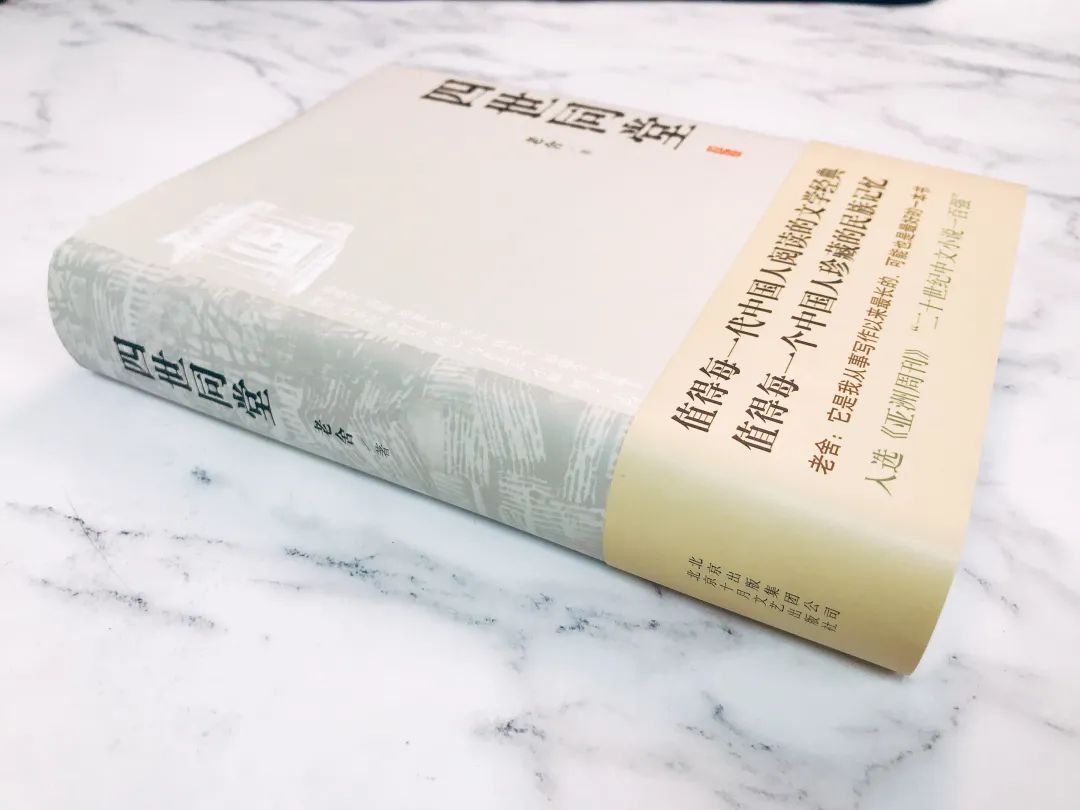 四世同堂
老舍 著
值得每一代中国人阅读的文学经典
值得每一个中国人珍藏的民族记忆
老舍：它是我从事写作以来最长的，可能也是最好的一本书
入选《亚洲周刊》“二十世纪中文小说一百强”
四世同堂
老舍／著
北京出版集团公司
北京十月文艺出版社